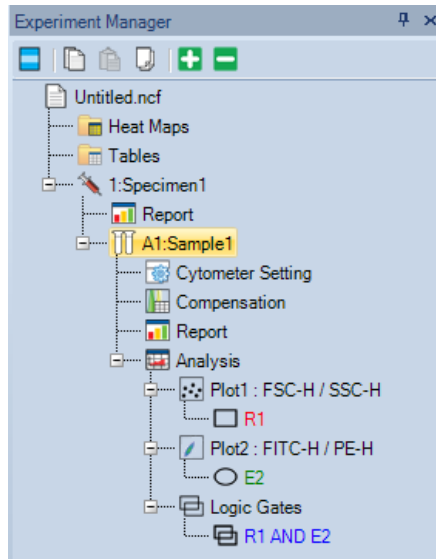 Experiment Manager
Untitled.ncf
Heat Maps
Tables
1:Specimen1
Report
A1:Sample1
Cytometer Setting
Compensation
Report
Analysis
Plot1 : FSC-H / SSC-H
R1
Plot2 : FITC-H / PE-H
E2
Logic Gates
R1 AND E2